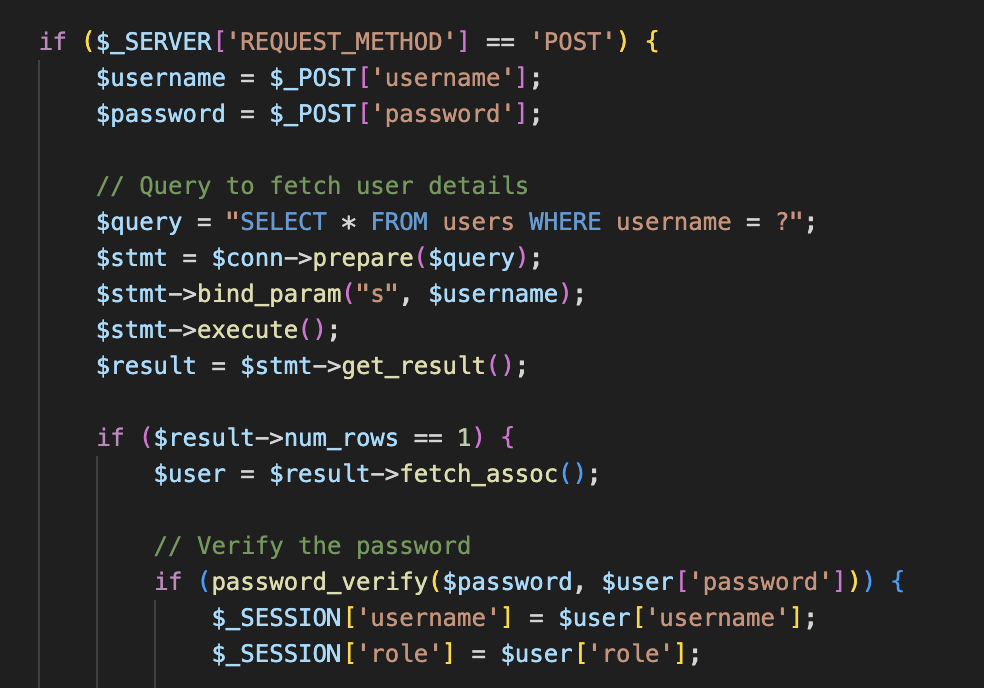 if ($_SERVER['REQUEST_METHOD'] == 'POST') {
$username = $_POST['username'];
$password = $_POST['password'];
// Query to fetch user details
$query = "SELECT * FROM users WHERE username = ?";
$stmt = $conn->prepare($query);
$stmt->bind_param("s", $username);
$stmt->execute();
$result = $stmt->get_result();
if ($result->num_rows == 1) {
$user = $result->fetch_assoc();
// Verify the password
if (password_verify($password, $user['password'])) {
$_SESSION['username'] = $user['username'];
$_SESSION['role'] = $user['role'];